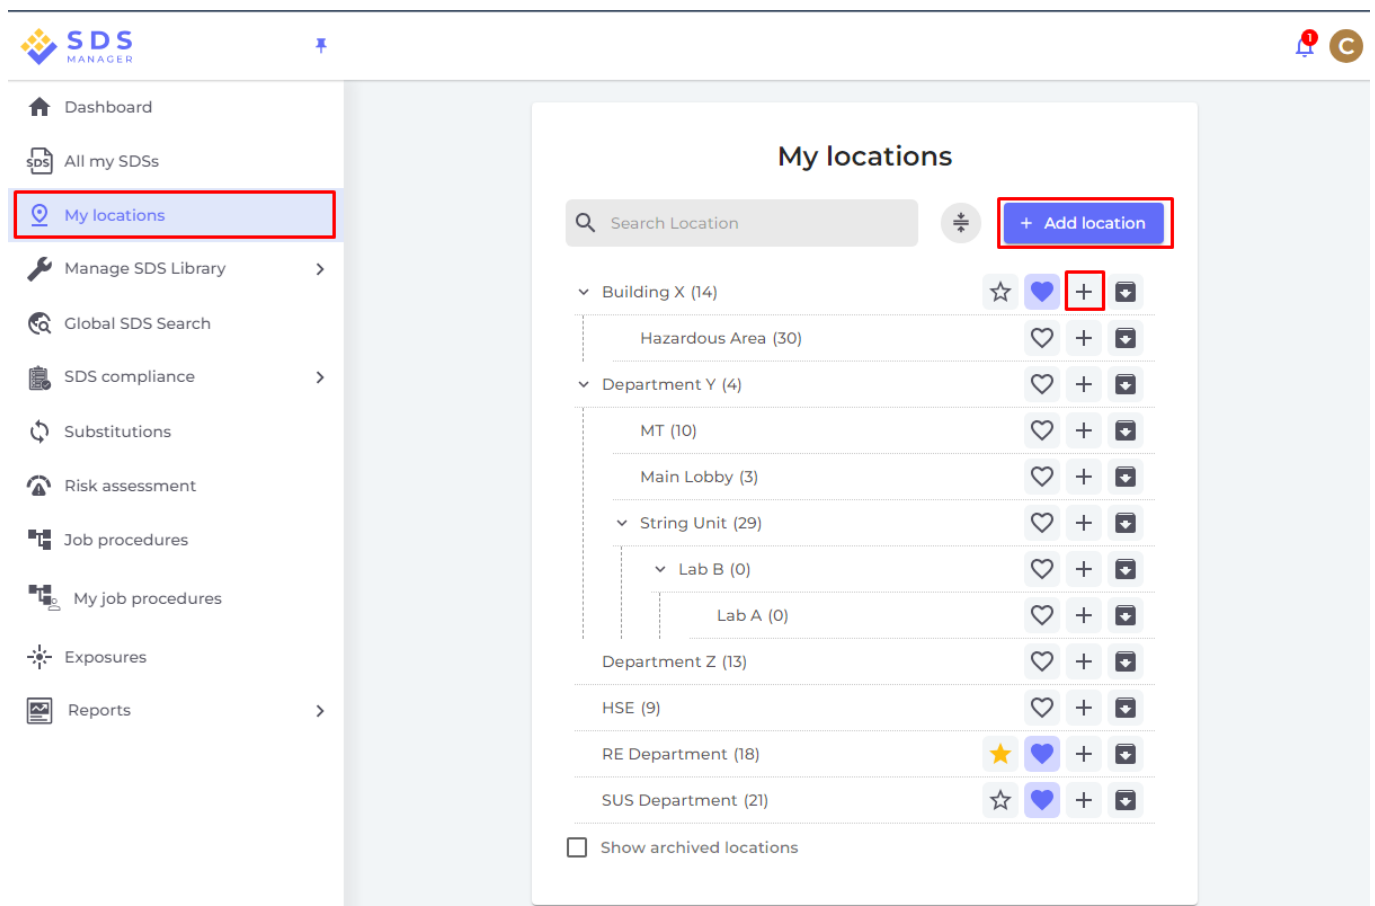 SDS
MANAGER
1
C
Dashboard
SDS
All my SDSs
My locations
Manage SDS Library
Global SDS Search
SDS compliance
Substitutions
Risk assessment
Job procedures
My job procedures
Exposures
Reports
My locations
Search Location
+ Add location
Building X (14)
Hazardous Area (30)
Department Y (4)
MT (10)
Main Lobby (3)
String Unit (29)
Lab B (0)
Lab A (0)
Department Z (13)
HSE (9)
RE Department (18)
SUS Department (21)
Show archived locations